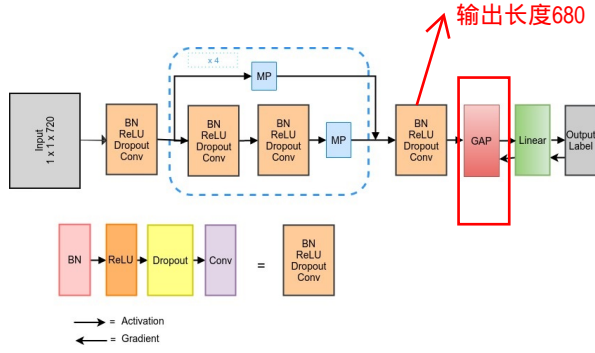 输出长度680
x 4
MP
Input
1 x 1 x 720
BN
ReLU
Dropout
Conv
BN
ReLU
Dropout
Conv
BN
ReLU
Dropout
Conv
MP
BN
ReLU
Dropout
Conv
GAP
Linear
Output
Label
BN
ReLU
Dropout
Conv
=
BN
ReLU
Dropout
Conv
= Activation
= Gradient